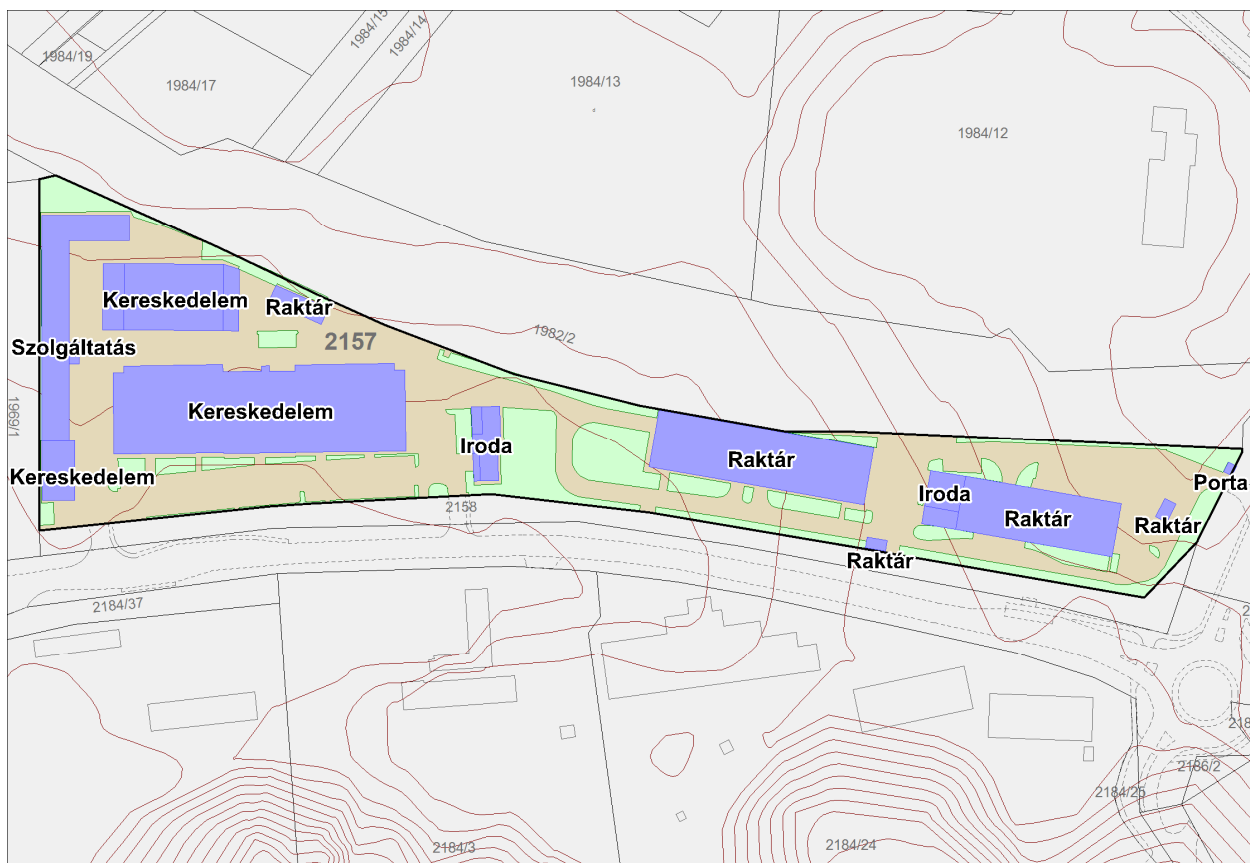 1984/15
1984/14
1984/19
1984/17
1984/13
1984/12
Kereskedelem
Raktár
1982/2
2157
Szolgáltatás
1969/1
Kereskedelem
Iroda
Raktár
Kereskedelem
Porta
Iroda
2158
Raktár
Raktár
Raktár
2184/37
2186/2
2184/25
2184/3
2184/24